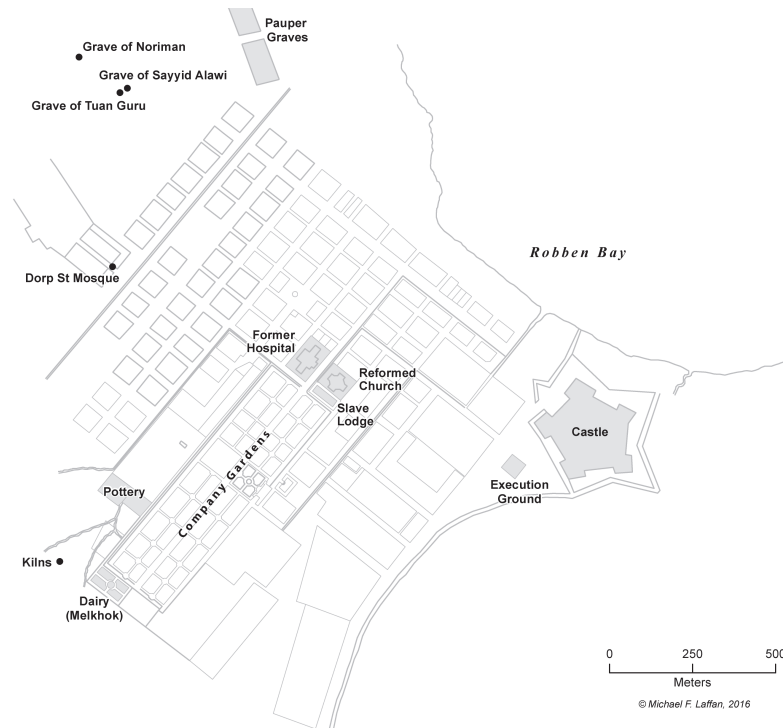 Pauper
Graves
Grave of Noriman
Grave of Sayyid Alawi
Grave of Tuan Guru
Robben Bay
Dorp St Mosque
Former
Hospital
Reformed
Church
Slave
Lodge
Castle
Company Gardens
Execution
Ground
Pottery
Kilns
Dairy
(Melkhok)
0 250 500
Meters
© Michael F. Laffan, 2016